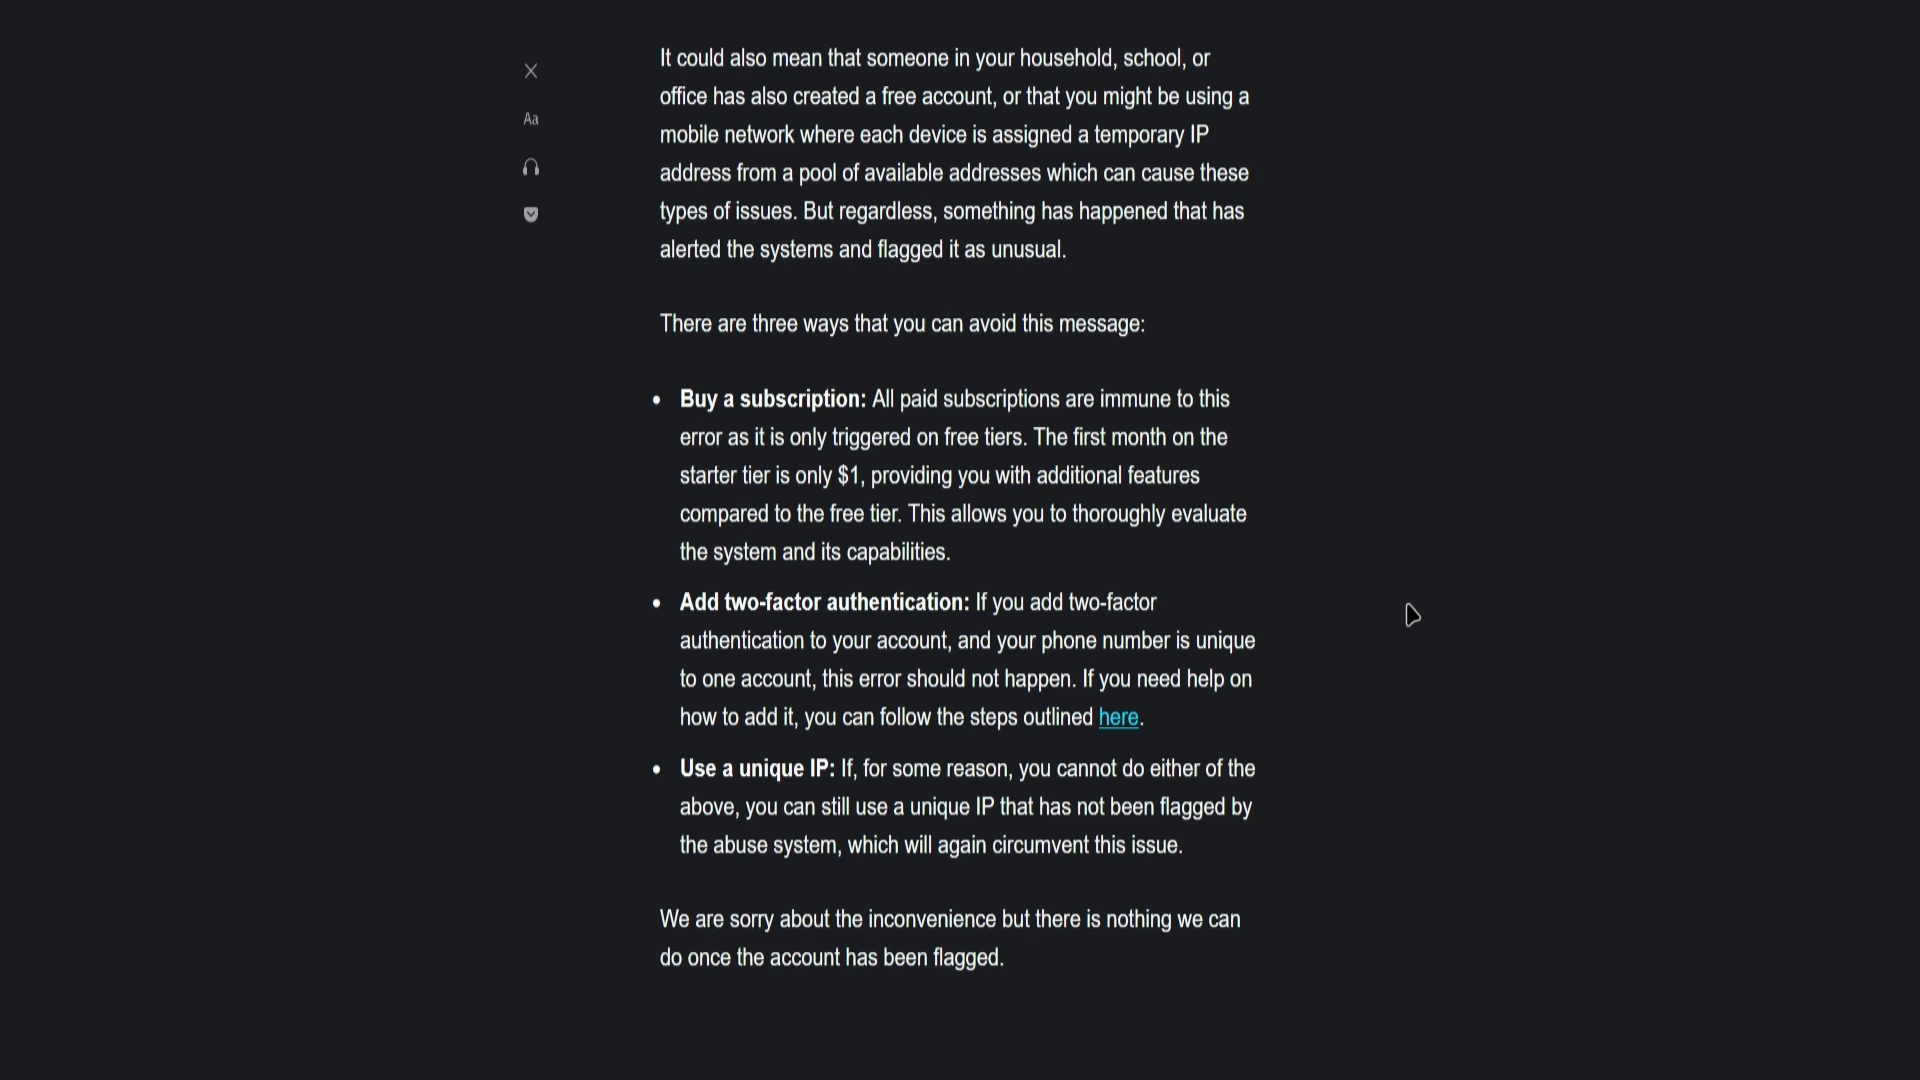 It could also mean that someone in your household, school, or
office has also created a free account, or that you might be using a
mobile network where each device is assigned a temporary IP
address from a pool of available addresses which can cause these
types of issues. But regardless, something has happened that has
alerted the systems and flagged it as unusual.
There are three ways that you can avoid this message:
• Buy a subscription: All paid subscriptions are immune to this
error as it is only triggered on free tiers. The first month on the
starter tier is only $1, providing you with additional features
compared to the free tier. This allows you to thoroughly evaluate
the system and its capabilities.
• Add two-factor authentication: If you add two-factor
authentication to your account, and your phone number is unique
to one account, this error should not happen. If you need help on
how to add it, you can follow the steps outlined here.
• Use a unique IP: If, for some reason, you cannot do either of the
above, you can still use a unique IP that has not been flagged by
the abuse system, which will again circumvent this issue.
We are sorry about the inconvenience but there is nothing we can
do once the account has been flagged.
Aa